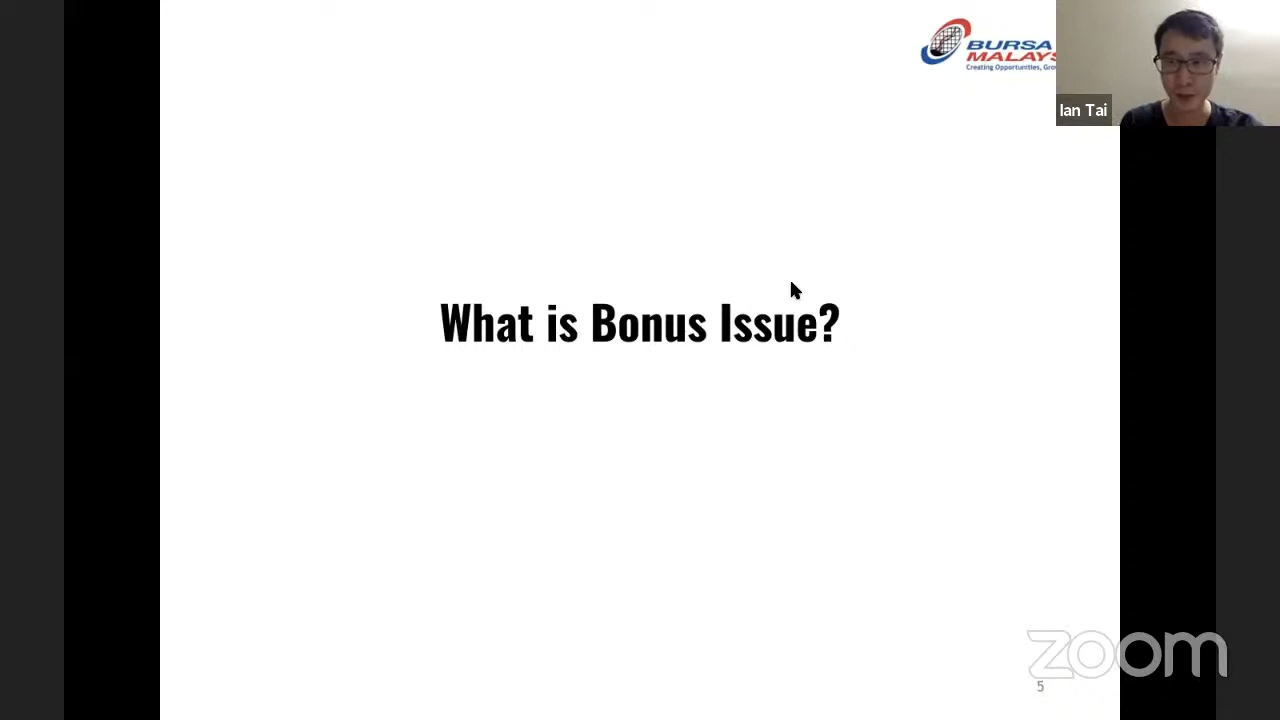 BURSA
MALAYS
Creating Opportunities, Gro
Ian Tai
What is Bonus Issue?
zoom
5